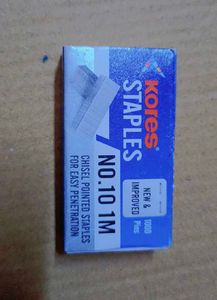 Kores
STAPLES
NEW &
IMPROVED
1000
Pins
NO.10 1M
CHISEL POINTED STAPLES
FOR EASY PENETRATION